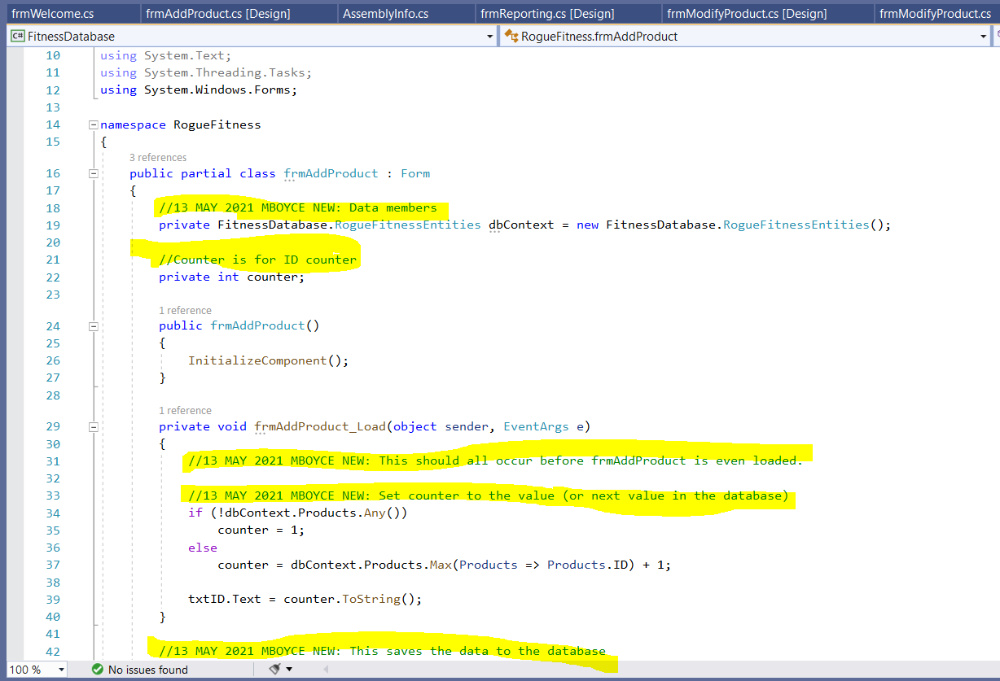 frmWelcome.cs frmAddProduct.cs [Design] AssemblyInfo.cs frmReporting.cs [Design] frmModifyProduct.cs [Design] frmModifyProduct.cs
C# FitnessDatabase RogueFitness.frmAddProduct
10 using System.Text;
11 using System.Threading.Tasks;
12 using System.Windows.Forms;
13
14 namespace RogueFitness
15 {
3 references
16 public partial class frmAddProduct : Form
17 {
18 //13 MAY 2021 MBOYCE NEW: Data members
19 private FitnessDatabase.RogueFitnessEntities dbContext = new FitnessDatabase.RogueFitnessEntities();
20
21 //Counter is for ID counter
22 private int counter;
23
1 reference
24 public frmAddProduct()
25 {
26 InitializeComponent();
27 }
28
1 reference
29 private void frmAddProduct_Load(object sender, EventArgs e)
30 {
31 //13 MAY 2021 MBOYCE NEW: This should all occur before frmAddProduct is even loaded.
32
33 //13 MAY 2021 MBOYCE NEW: Set counter to the value (or next value in the database)
34 if (!dbContext.Products.Any())
35 counter = 1;
36 else
37 counter = dbContext.Products.Max(Products => Products.ID) + 1;
38
39 txtID.Text = counter.ToString();
40 }
41
42 //13 MAY 2021 MBOYCE NEW: This saves the data to the database
100 % No issues found